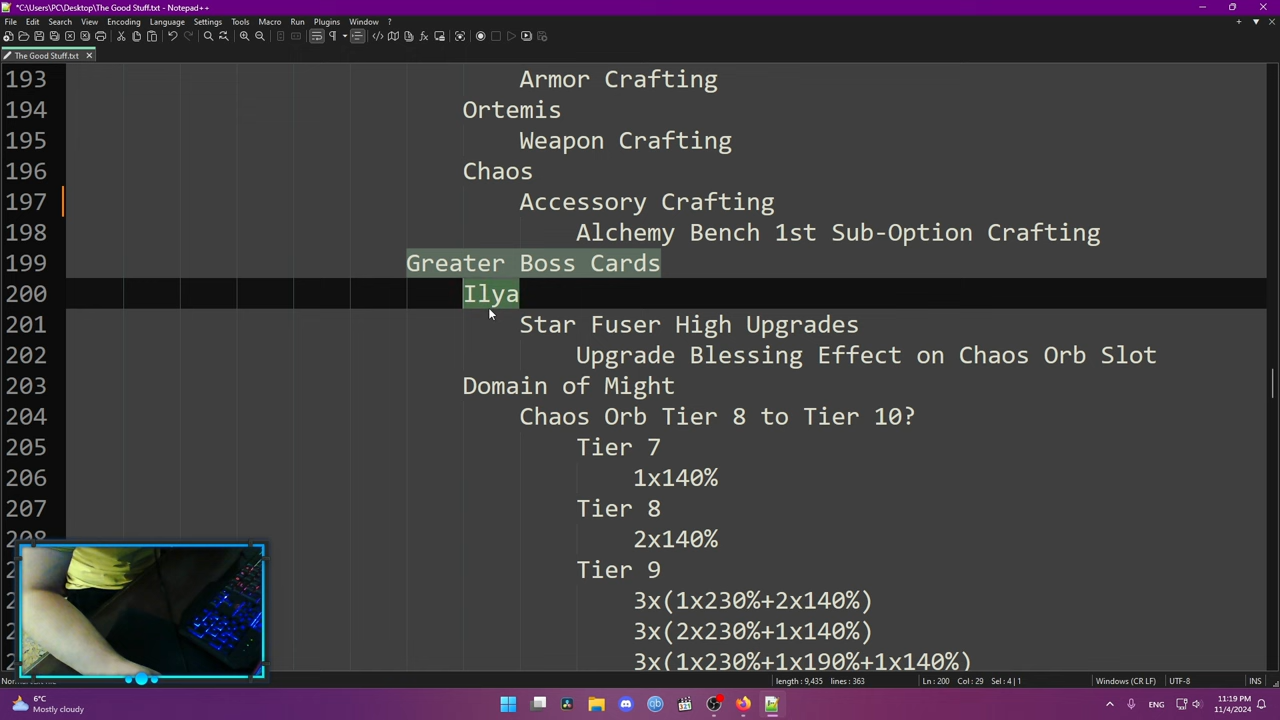 *C:\Users\PC\Desktop\The Good Stuff.txt - Notepad++
File Edit Search View Encoding Language Settings Tools Macro Run Plugins Window ?
The Good Stuff.txt
193 Armor Crafting
194 Ortemis
195 Weapon Crafting
196 Chaos
197 Accessory Crafting
198 Alchemy Bench 1st Sub-Option Crafting
199 Greater Boss Cards
200 Ilya
201 Star Fuser High Upgrades
202 Upgrade Blessing Effect on Chaos Orb Slot
203 Domain of Might
204 Chaos Orb Tier 8 to Tier 10?
205 Tier 7
206 1x140%
207 Tier 8
208 2x140%
Tier 9
3x(1x230%+2x140%)
3x(2x230%+1x140%)
3x(1x230%+1x190%+1x140%)
length : 9,435 lines : 363 Ln : 200 Col : 29 Sel : 4 | 1 Windows (CR LF) UTF-8 INS
6°C
Mostly cloudy
ENG
11:19 PM
11/4/2024